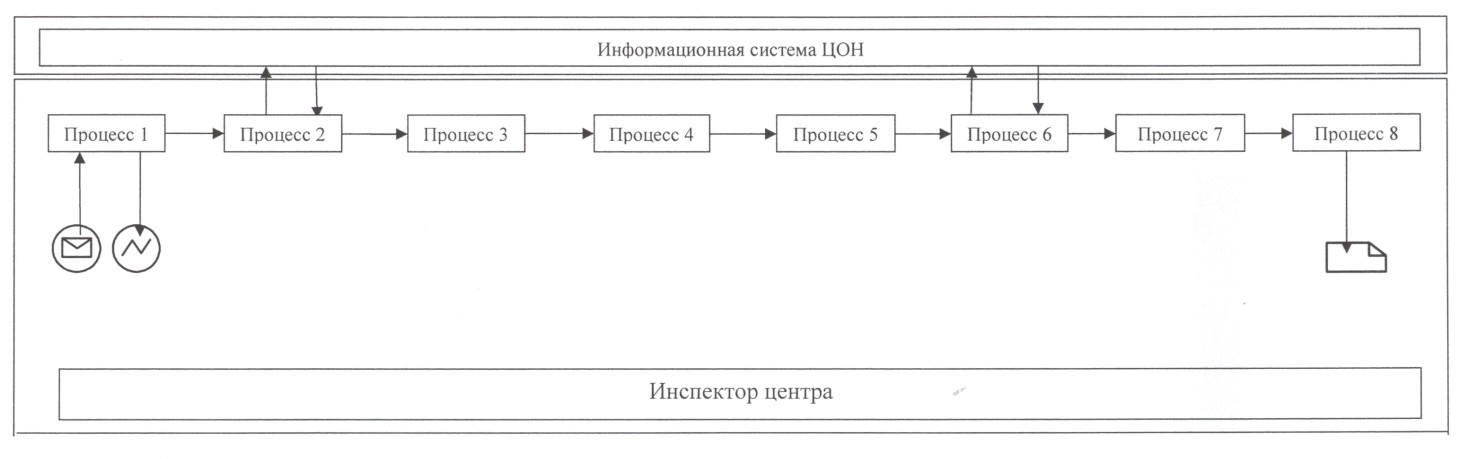 Информационная система ЦОН
Процесс 1
Процесс 2
Процесс 3
Процесс 4
Процесс 5
Процесс 6
Процесс 7
Процесс 8
Инспектор центра